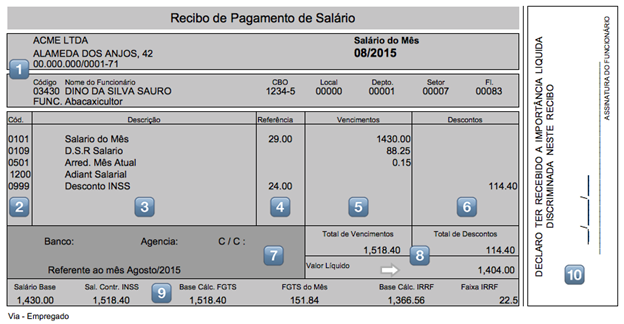 Recibo de Pagamento de Salário
ACME LTDA Salário do Mês
ALAMEDA DOS ANJOS, 42 08/2015
00.000.000/0001-71
1
Código Nome do Funcionário CBO Local Depto. Setor Fl.
03430 DINO DA SILVA SAURO 1234-5 00000 00001 00007 00083
FUNC. Abacaxicultor
Cód. Descrição Referência Vencimentos Descontos
0101 Salario do Mês 29.00 1430.00
0109 D.S.R Salario 88.25
0501 Arred. Mês Atual 0.15
1200 Adiant Salarial
0999 Desconto INSS 24.00 114.40
2 3 4 5 6
Total de Vencimentos Total de Descontos
Banco: Agencia: C / C :
1,518.40 114.40
7 8
Valor Líquido 1,404.00
Referente ao mês Agosto/2015
9
Salário Base Sal. Contr. INSS Base Cálc. FGTS FGTS do Mês Base Cálc. IRRF Faixa IRRF
1,430.00 1,518.40 1,518.40 151.84 1,366.56 22.5
Via - Empregado
DECLARO TER RECEBIDO A IMPORTÂNCIA LIQUIDA
DISCRIMINADA NESTE RECIBO
___/___/___
ASSINATURA DO FUNCIONÁRIO
10